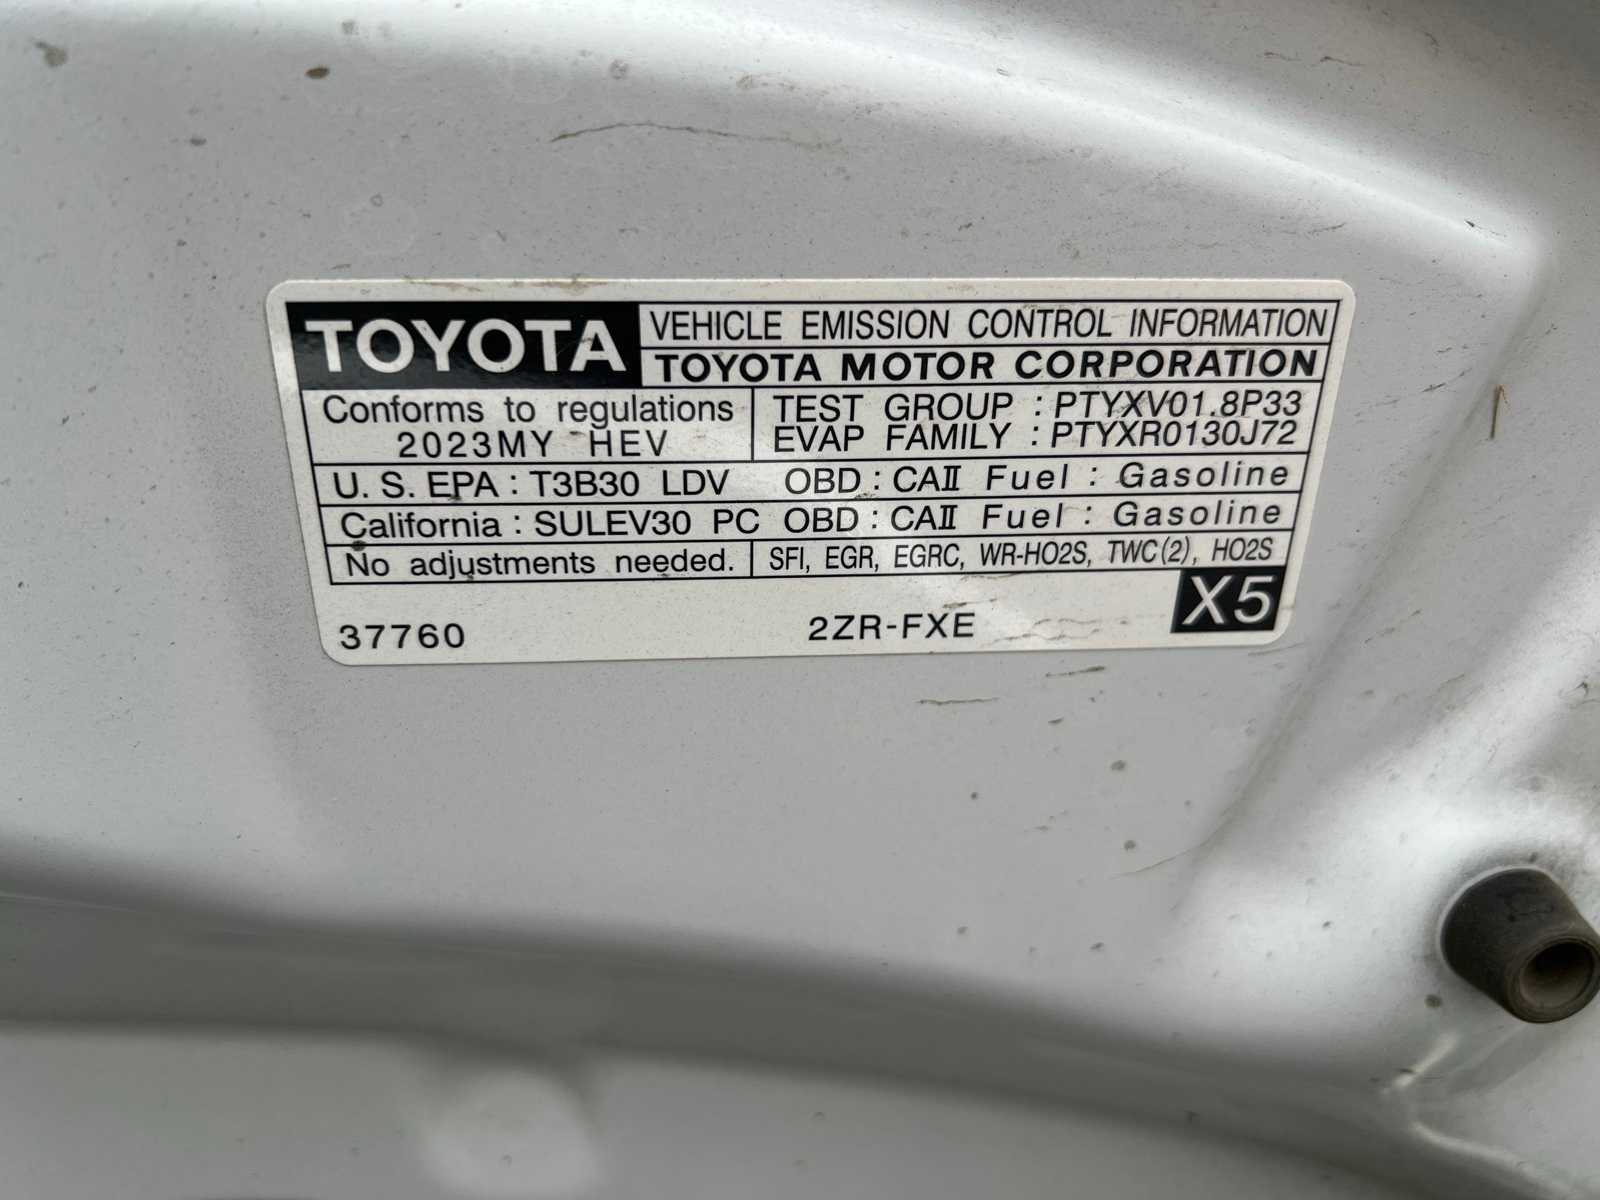 TOYOTA VEHICLE EMISSION CONTROL INFORMATION
TOYOTA MOTOR CORPORATION
Conforms to regulations
2023MY HEV
TEST GROUP : PTYXV01.8P33
EVAP FAMILY : PTYXR0130J72
U. S. EPA : T3B30 LDV OBD : CAⅡ Fuel : Gasoline
California : SULEV30 PC OBD : CAⅡ Fuel : Gasoline
No adjustments needed. SFI, EGR, EGRC, WR-HO2S, TWC(2), HO2S
37760 2ZR-FXE X5